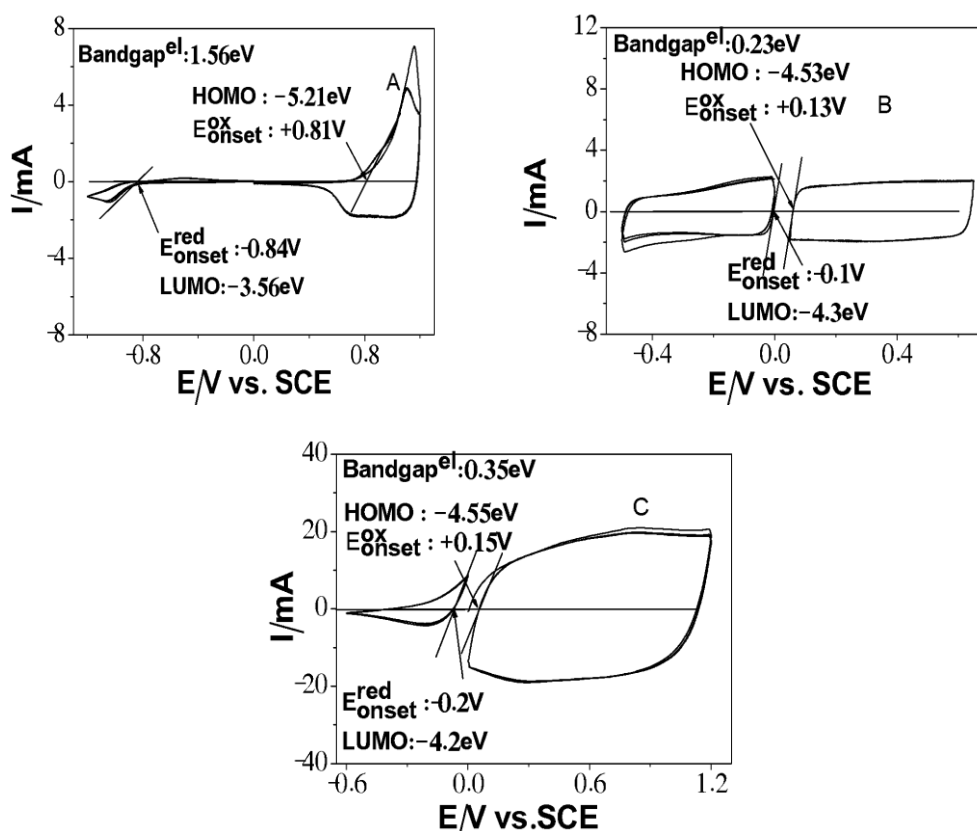 Bandgap^el:1.56eV
HOMO : −5.21eV
E^ox_onset : +0.81V
A
E^red_onset :-0.84V
LUMO:−3.56eV
8
4
0
−4
−8
I/mA
−0.8
0.0
0.8
E/V vs. SCE
Bandgap^el:0.23eV
HOMO : −4.53eV
E^ox_onset : +0.13V
B
E^red_onset :-0.1V
LUMO:−4.3eV
12
8
4
0
−4
−8
I/mA
−0.4
0.0
0.4
E/V vs. SCE
Bandgap^el:0.35eV
HOMO : −4.55eV
E^ox_onset : +0.15V
C
E^red_onset :-0.2V
LUMO:−4.2eV
40
20
0
−20
−40
I/mA
−0.6
0.0
0.6
1.2
E/V vs.SCE